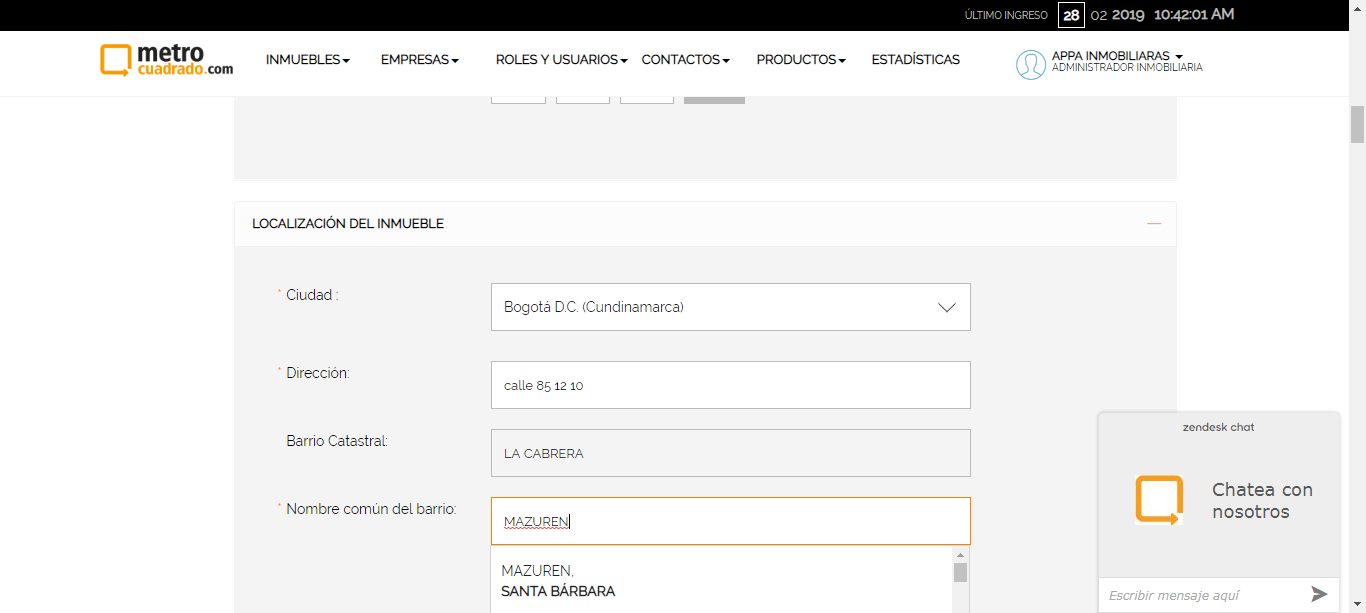 ÚLTIMO INGRESO 28 02 2019 10:42:01 AM
metro
cuadrado.com
INMUEBLES EMPRESAS ROLES Y USUARIOS CONTACTOS PRODUCTOS ESTADÍSTICAS
APPA INMOBILIARAS
ADMINISTRADOR INMOBILIARIA
LOCALIZACIÓN DEL INMUEBLE
* Ciudad : Bogotá D.C. (Cundinamarca)
* Dirección: calle 85 12 10
Barrio Catastral: LA CABRERA
* Nombre común del barrio: MAZUREN
MAZUREN,
SANTA BÁRBARA
zendesk chat
Chatea con
nosotros
Escribir mensaje aquí